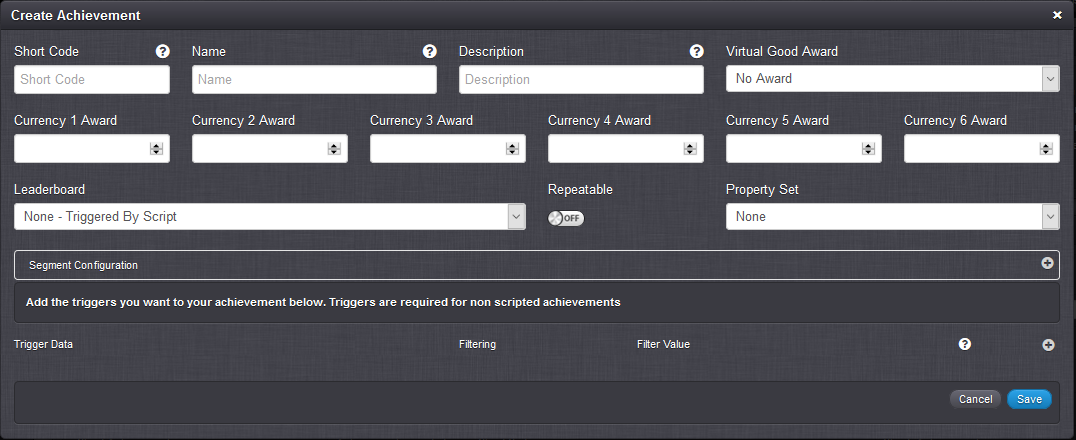 Create Achievement
Short Code ? Name ? Description ? Virtual Good Award
Short Code Name Description No Award
Currency 1 Award Currency 2 Award Currency 3 Award Currency 4 Award Currency 5 Award Currency 6 Award
Leaderboard Repeatable Property Set
None - Triggered By Script OFF None
Segment Configuration
Add the triggers you want to your achievement below. Triggers are required for non scripted achievements
Trigger Data Filtering Filter Value ?
Cancel Save